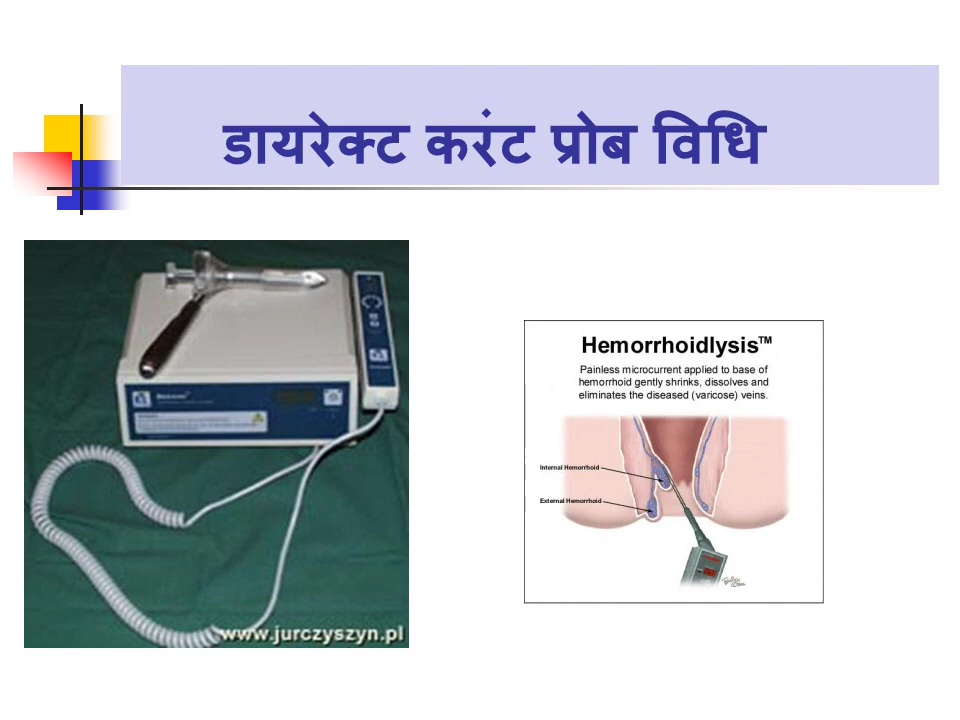 डायरेक्ट करंट प्रोब विधि
www.jurczyszyn.pl
Hemorrhoidlysis™
Painless microcurrent applied to base of
hemorrhoid gently shrinks, dissolves and
eliminates the diseased (varicose) veins.
Internal Hemorrhoid
External Hemorrhoid